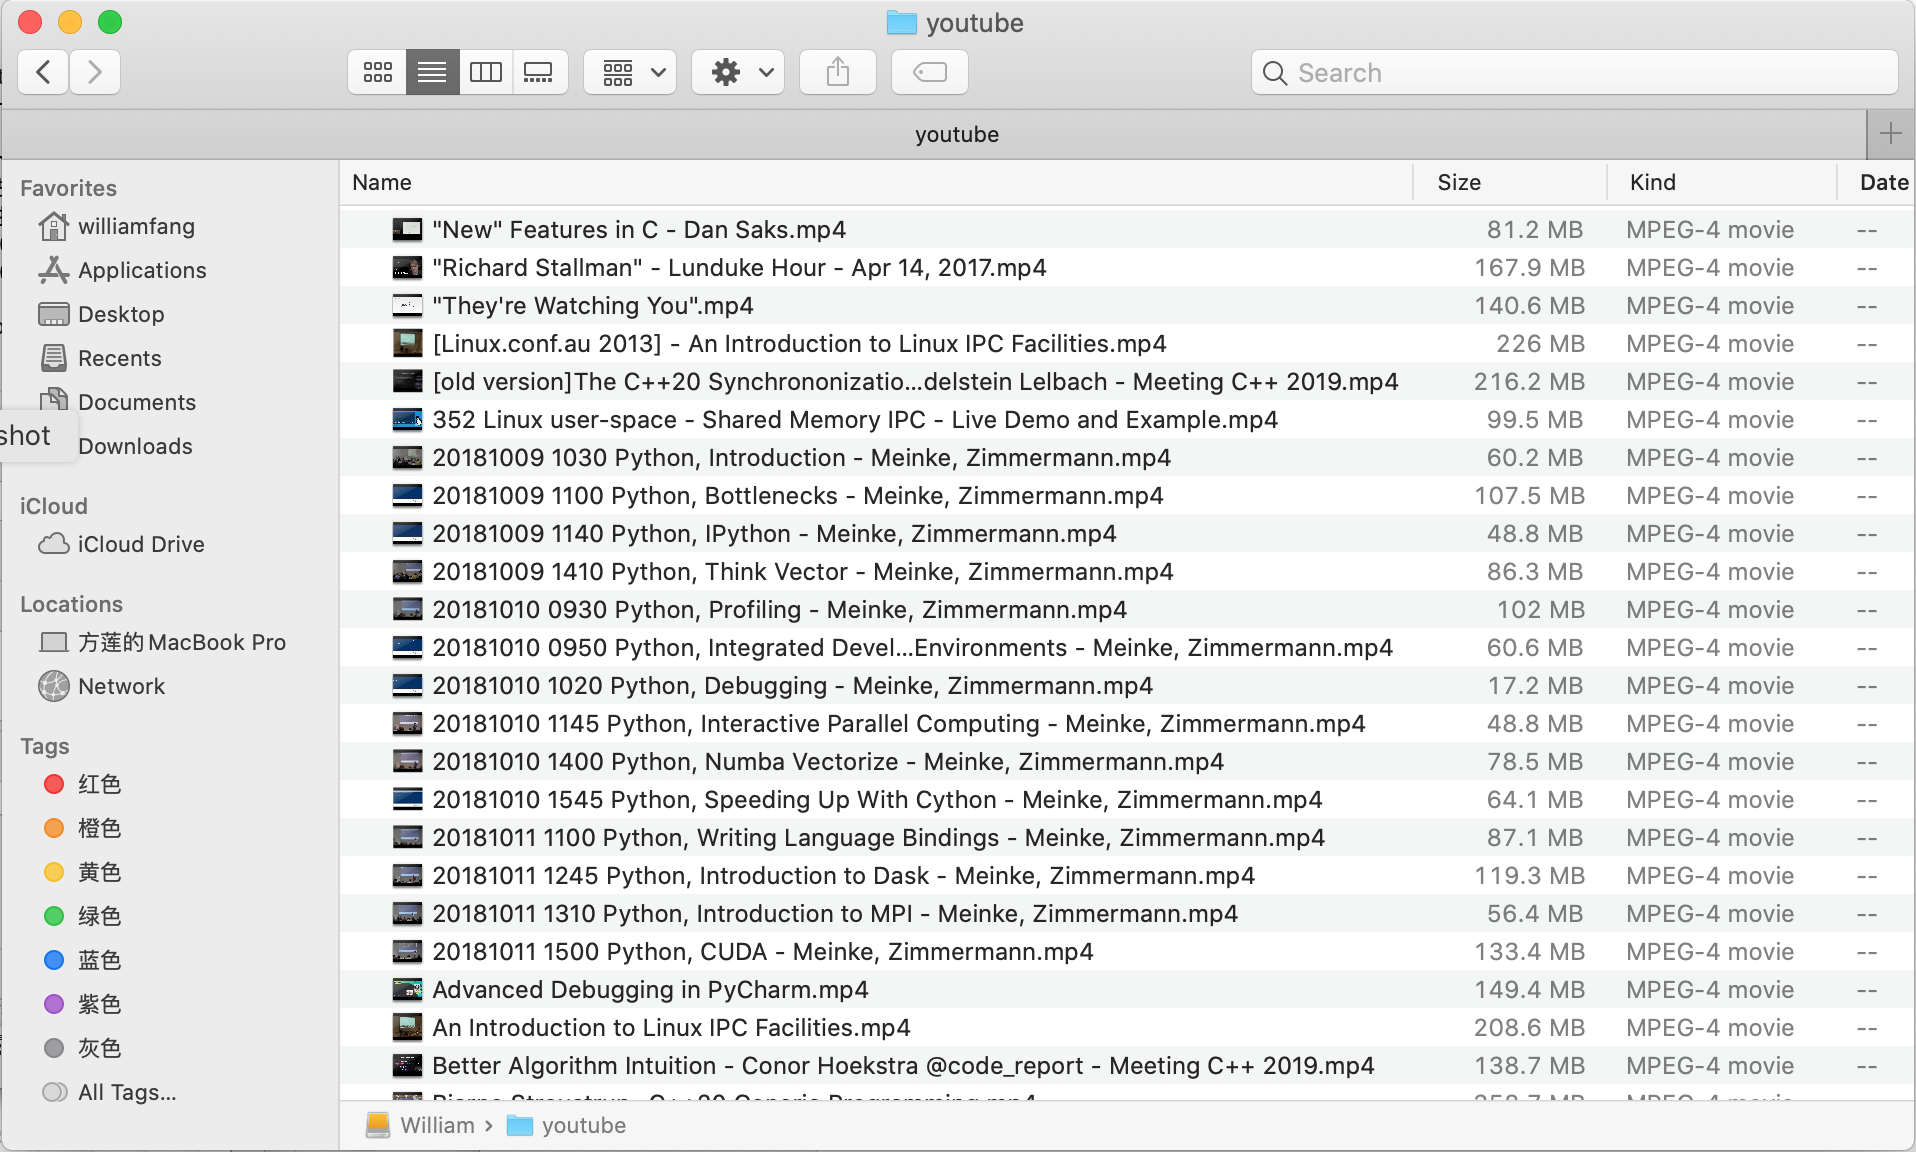 youtube
Search
youtube
Favorites
williamfang
Applications
Desktop
Recents
Documents
shot
Downloads
iCloud
iCloud Drive
Locations
方莲的MacBook Pro
Network
Tags
红色
橙色
黄色
绿色
蓝色
紫色
灰色
All Tags...
Name Size Kind Date
"New" Features in C - Dan Saks.mp4 81.2 MB MPEG-4 movie --
"Richard Stallman" - Lunduke Hour - Apr 14, 2017.mp4 167.9 MB MPEG-4 movie --
"They're Watching You".mp4 140.6 MB MPEG-4 movie --
[Linux.conf.au 2013] - An Introduction to Linux IPC Facilities.mp4 226 MB MPEG-4 movie --
[old version]The C++20 Synchrononizatio...delstein Lelbach - Meeting C++ 2019.mp4 216.2 MB MPEG-4 movie --
352 Linux user-space - Shared Memory IPC - Live Demo and Example.mp4 99.5 MB MPEG-4 movie --
20181009 1030 Python, Introduction - Meinke, Zimmermann.mp4 60.2 MB MPEG-4 movie --
20181009 1100 Python, Bottlenecks - Meinke, Zimmermann.mp4 107.5 MB MPEG-4 movie --
20181009 1140 Python, IPython - Meinke, Zimmermann.mp4 48.8 MB MPEG-4 movie --
20181009 1410 Python, Think Vector - Meinke, Zimmermann.mp4 86.3 MB MPEG-4 movie --
20181010 0930 Python, Profiling - Meinke, Zimmermann.mp4 102 MB MPEG-4 movie --
20181010 0950 Python, Integrated Devel...Environments - Meinke, Zimmermann.mp4 60.6 MB MPEG-4 movie --
20181010 1020 Python, Debugging - Meinke, Zimmermann.mp4 17.2 MB MPEG-4 movie --
20181010 1145 Python, Interactive Parallel Computing - Meinke, Zimmermann.mp4 48.8 MB MPEG-4 movie --
20181010 1400 Python, Numba Vectorize - Meinke, Zimmermann.mp4 78.5 MB MPEG-4 movie --
20181010 1545 Python, Speeding Up With Cython - Meinke, Zimmermann.mp4 64.1 MB MPEG-4 movie --
20181011 1100 Python, Writing Language Bindings - Meinke, Zimmermann.mp4 87.1 MB MPEG-4 movie --
20181011 1245 Python, Introduction to Dask - Meinke, Zimmermann.mp4 119.3 MB MPEG-4 movie --
20181011 1310 Python, Introduction to MPI - Meinke, Zimmermann.mp4 56.4 MB MPEG-4 movie --
20181011 1500 Python, CUDA - Meinke, Zimmermann.mp4 133.4 MB MPEG-4 movie --
Advanced Debugging in PyCharm.mp4 149.4 MB MPEG-4 movie --
An Introduction to Linux IPC Facilities.mp4 208.6 MB MPEG-4 movie --
Better Algorithm Intuition - Conor Hoekstra @code_report - Meeting C++ 2019.mp4 138.7 MB MPEG-4 movie --
William › youtube